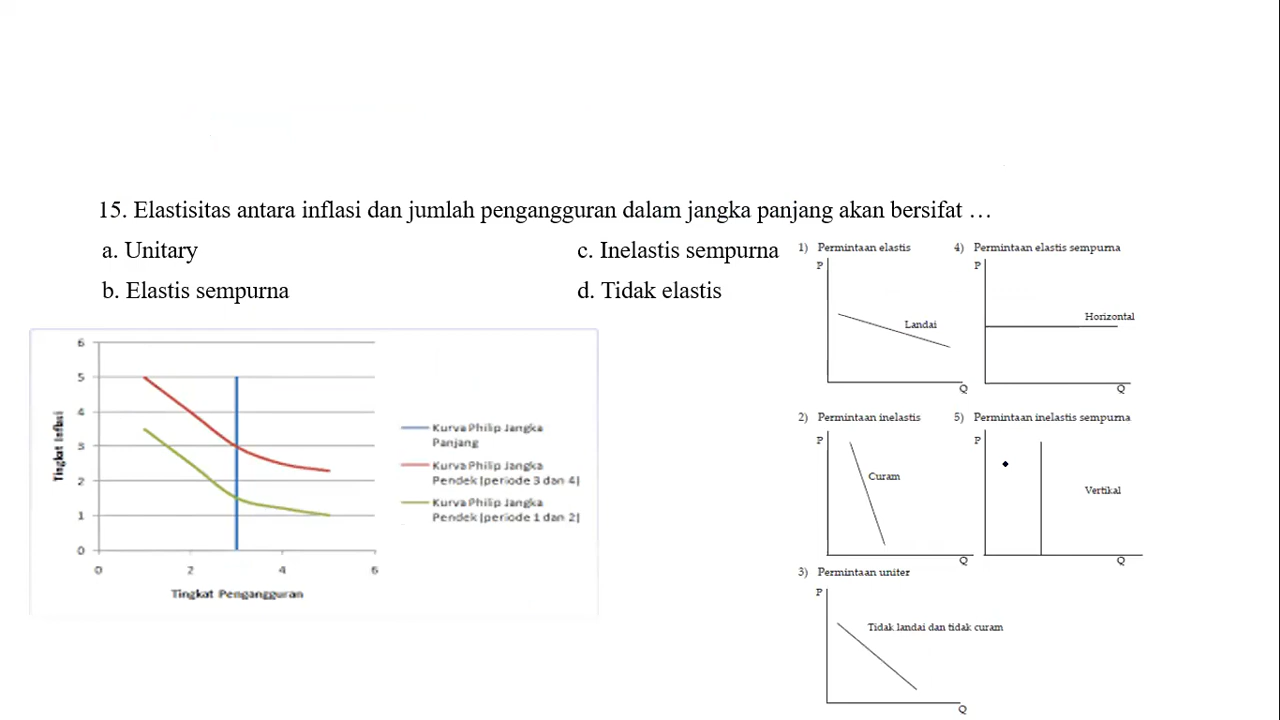 15. Elastisitas antara inflasi dan jumlah pengangguran dalam jangka panjang akan bersifat …
a. Unitary
c. Inelastis sempurna
b. Elastis sempurna
d. Tidak elastis
6
5
4
3
2
1
0
0
2
4
6
Tingkat Inflasi
Tingkat Pengangguran
Kurva Philip Jangka
Panjang
Kurva Philip Jangka
Pendek (periode 3 dan 4)
Kurva Philip Jangka
Pendek (periode 1 dan 2)
1) Permintaan elastis
P
Landai
Q
4) Permintaan elastis sempurna
P
Horizontal
Q
2) Permintaan inelastis
P
Curam
Q
5) Permintaan inelastis sempurna
P
Vertikal
Q
3) Permintaan uniter
P
Tidak landai dan tidak curam
Q